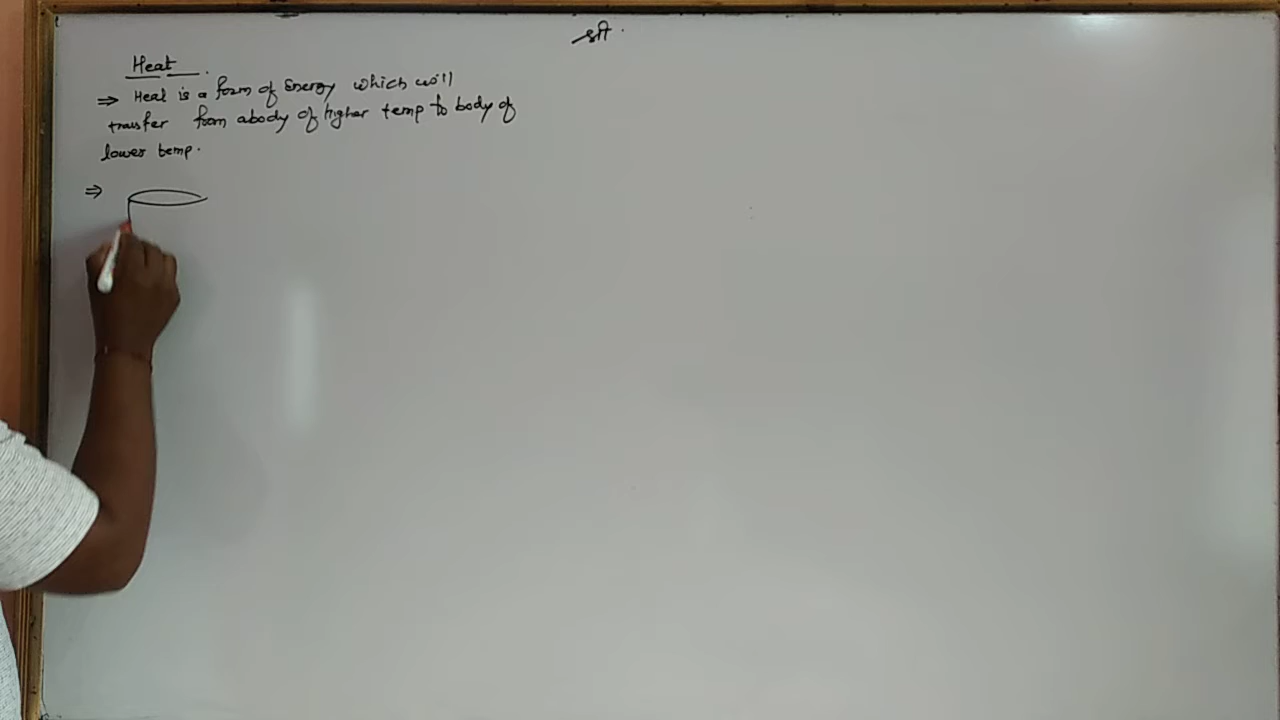 శ్రీ.
Heat
⇒ Heat is a form of Energy which will
transfer from a body of higher temp to body of
lower temp.
⇒